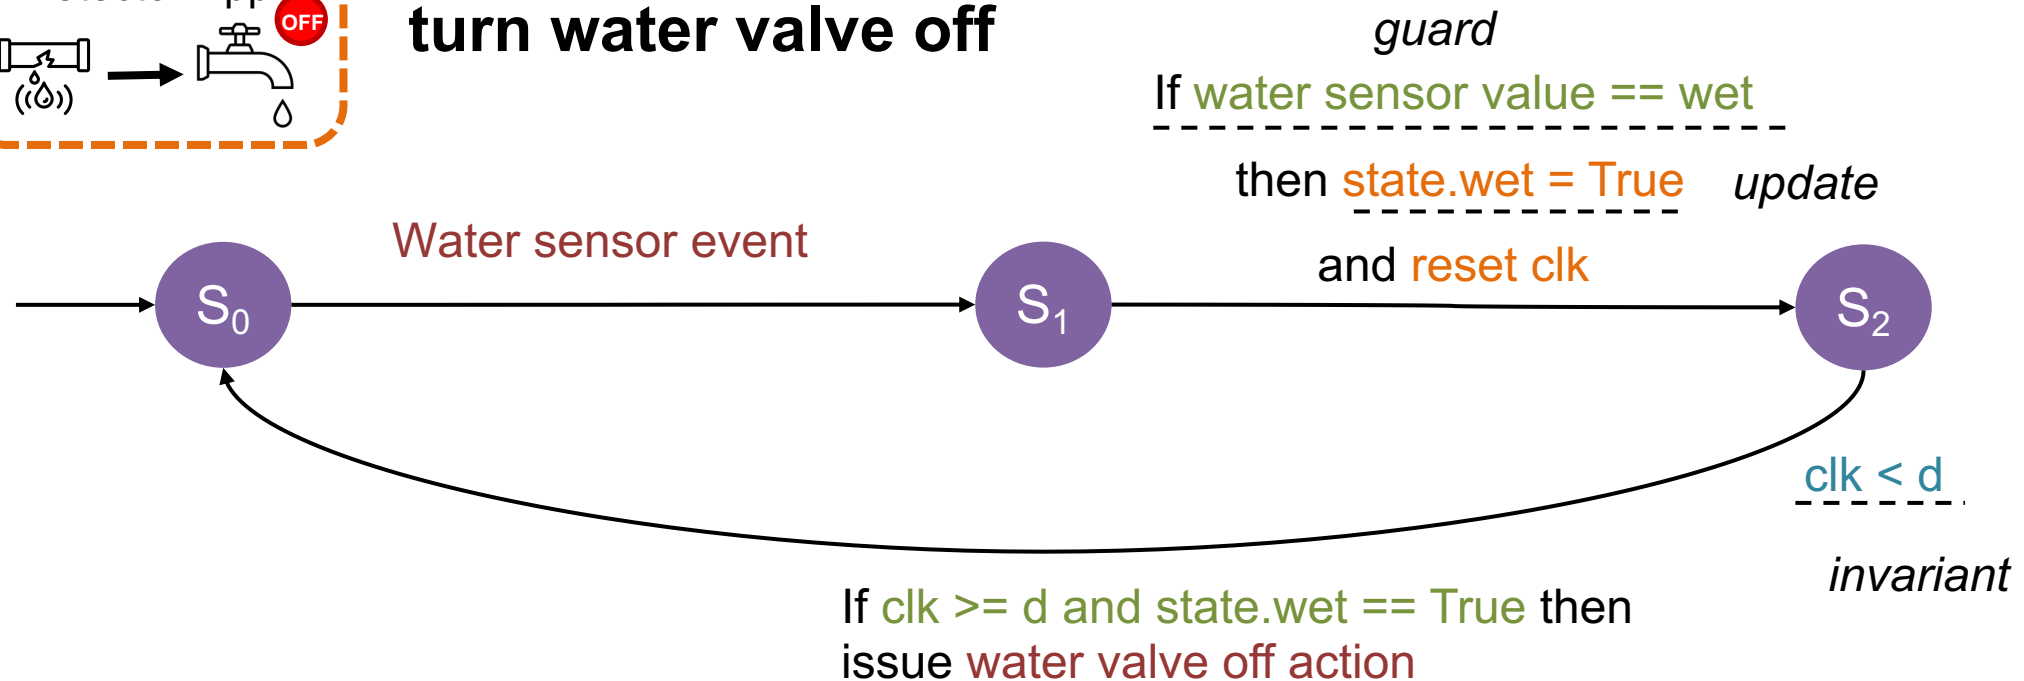 OFF
turn water valve off
guard
If water sensor value == wet
then state.wet = True update
Water sensor event
and reset clk
S0
S1
S2
clk < d
invariant
If clk >= d and state.wet == True then
issue water valve off action